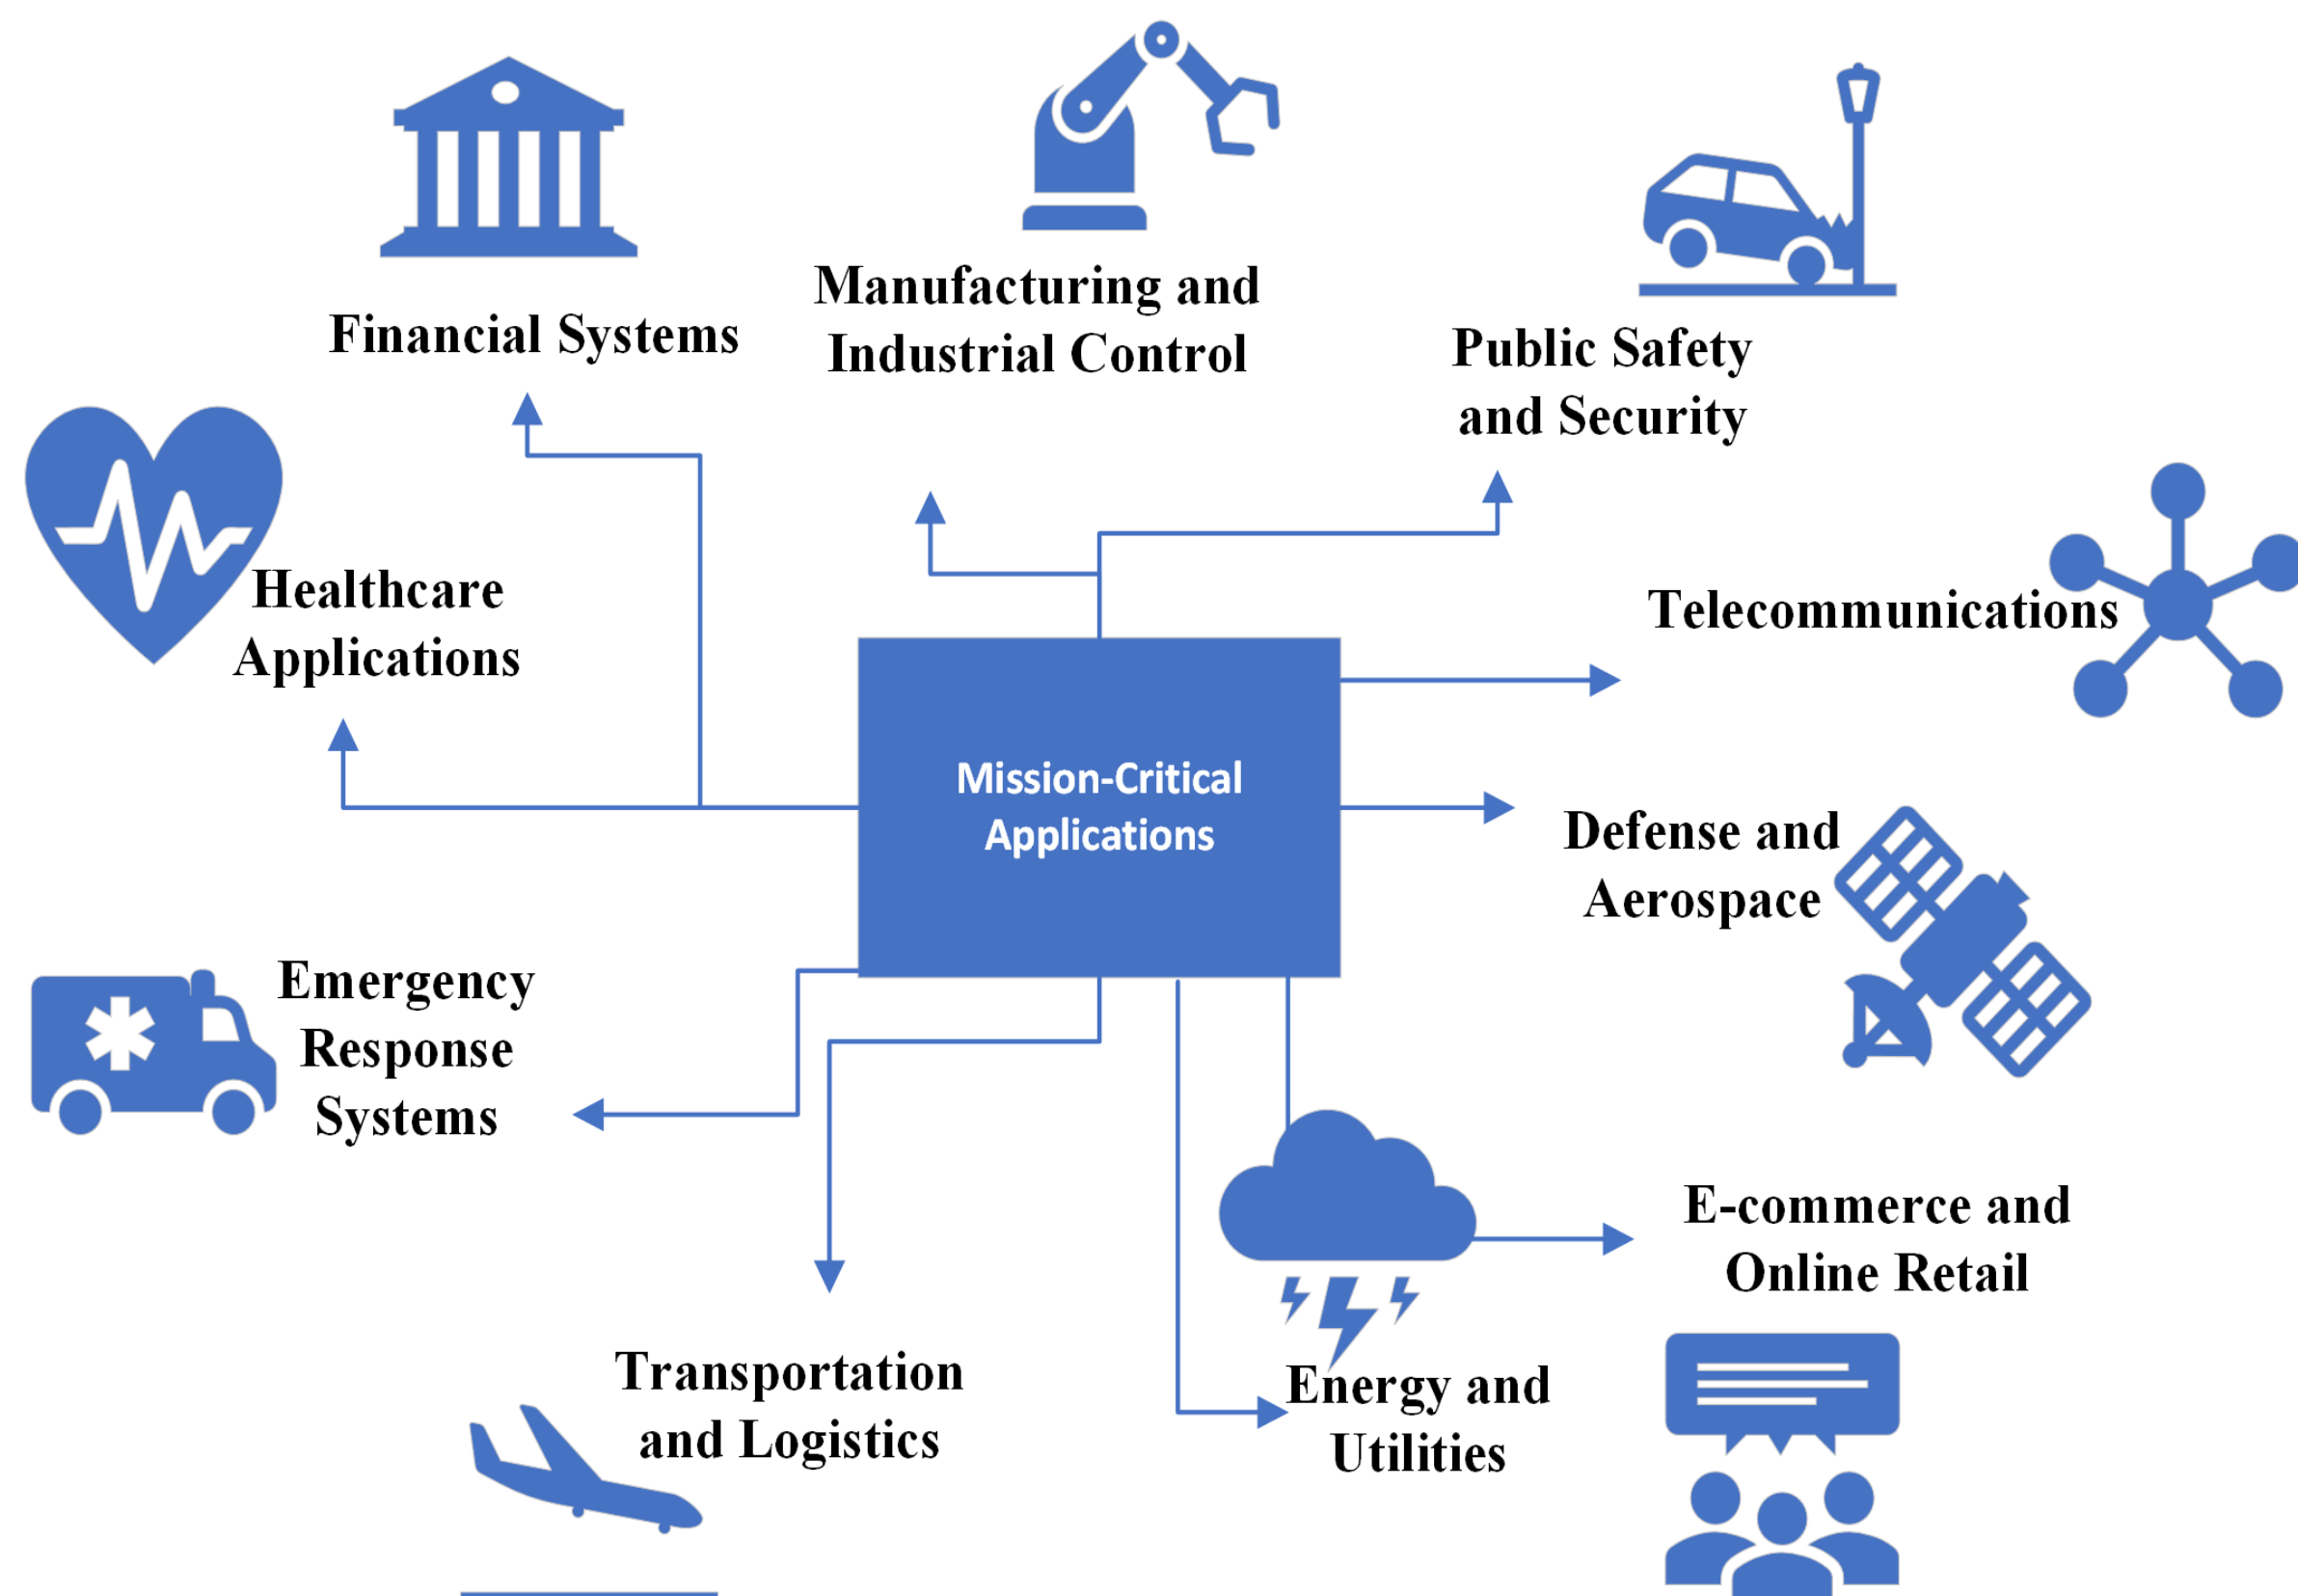 Financial Systems
Manufacturing and
Industrial Control
Public Safety
and Security
Healthcare
Applications
Telecommunications
Mission-Critical
Applications
Defense and
Aerospace
Emergency
Response
Systems
E-commerce and
Online Retail
Transportation
and Logistics
Energy and
Utilities